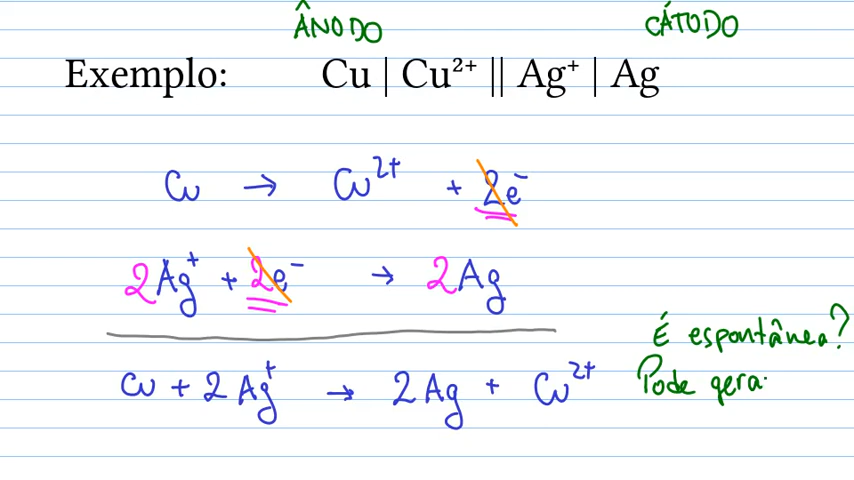 ÂNODO CÁTODO
Exemplo: Cu | Cu²⁺ || Ag⁺ | Ag
Cu → Cu²⁺ + 2e⁻
2Ag⁺ + 2e⁻ → 2Ag
É espontânea?
Cu + 2Ag⁺ → 2Ag + Cu²⁺
Pode gera